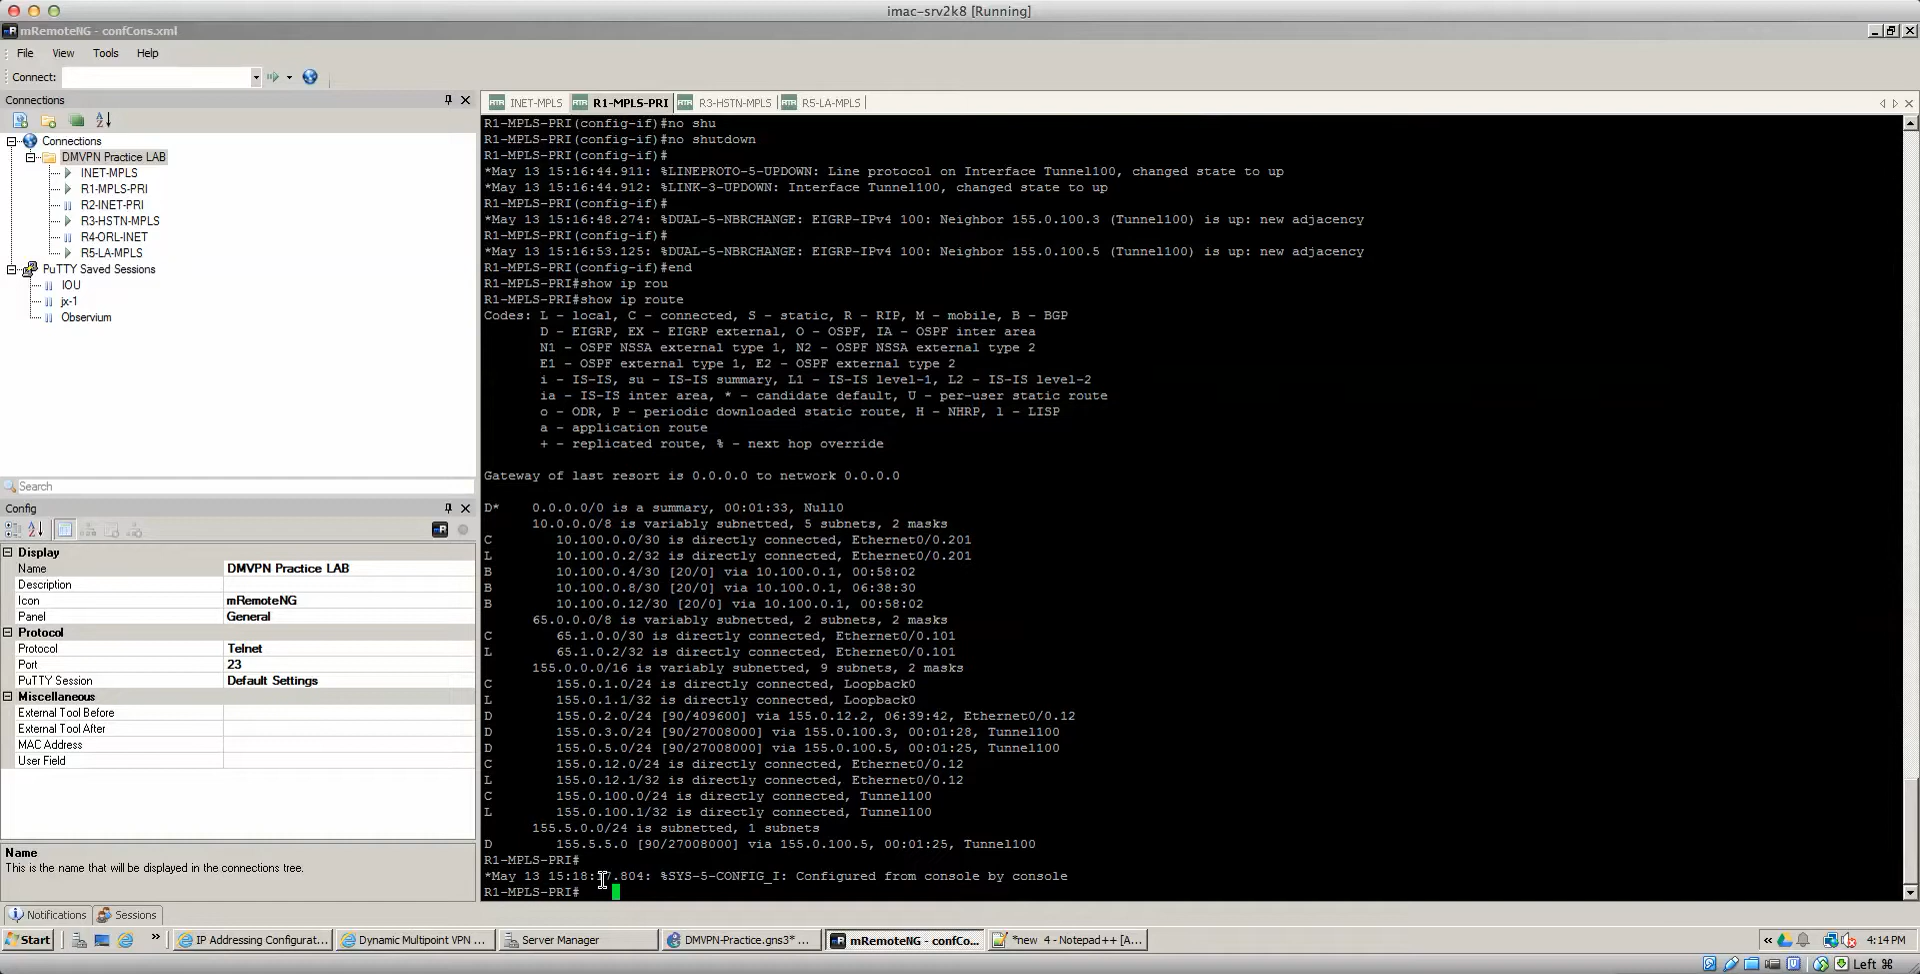 imac-srv2k8 [Running]
mRemoteNG - confCons.xml
File View Tools Help
Connect:
Connections
Connections
DMVPN Practice LAB
INET-MPLS
R1-MPLS-PRI
R2-INET-PRI
R3-HSTN-MPLS
R4-ORL-INET
R5-LA-MPLS
PuTTY Saved Sessions
IOU
jx-1
Observium
Search
Config
Display
Name DMVPN Practice LAB
Description
Icon mRemoteNG
Panel General
Protocol
Protocol Telnet
Port 23
PuTTY Session Default Settings
Miscellaneous
External Tool Before
External Tool After
MAC Address
User Field
Name
This is the name that will be displayed in the connections tree.
Notifications Sessions
INET-MPLS R1-MPLS-PRI R3-HSTN-MPLS R5-LA-MPLS
R1-MPLS-PRI(config-if)#no shu
R1-MPLS-PRI(config-if)#no shutdown
R1-MPLS-PRI(config-if)#
*May 13 15:16:44.911: %LINEPROTO-5-UPDOWN: Line protocol on Interface Tunnel100, changed state to up
*May 13 15:16:44.912: %LINK-3-UPDOWN: Interface Tunnel100, changed state to up
R1-MPLS-PRI(config-if)#
*May 13 15:16:48.274: %DUAL-5-NBRCHANGE: EIGRP-IPv4 100: Neighbor 155.0.100.3 (Tunnel100) is up: new adjacency
R1-MPLS-PRI(config-if)#
*May 13 15:16:53.125: %DUAL-5-NBRCHANGE: EIGRP-IPv4 100: Neighbor 155.0.100.5 (Tunnel100) is up: new adjacency
R1-MPLS-PRI(config-if)#end
R1-MPLS-PRI#show ip rou
R1-MPLS-PRI#show ip route
Codes: L - local, C - connected, S - static, R - RIP, M - mobile, B - BGP
D - EIGRP, EX - EIGRP external, O - OSPF, IA - OSPF inter area
N1 - OSPF NSSA external type 1, N2 - OSPF NSSA external type 2
E1 - OSPF external type 1, E2 - OSPF external type 2
i - IS-IS, su - IS-IS summary, L1 - IS-IS level-1, L2 - IS-IS level-2
ia - IS-IS inter area, * - candidate default, U - per-user static route
o - ODR, P - periodic downloaded static route, H - NHRP, l - LISP
a - application route
+ - replicated route, % - next hop override
Gateway of last resort is 0.0.0.0 to network 0.0.0.0
D* 0.0.0.0/0 is a summary, 00:01:33, Null0
10.0.0.0/8 is variably subnetted, 5 subnets, 2 masks
C 10.100.0.0/30 is directly connected, Ethernet0/0.201
L 10.100.0.2/32 is directly connected, Ethernet0/0.201
B 10.100.0.4/30 [20/0] via 10.100.0.1, 00:58:02
B 10.100.0.8/30 [20/0] via 10.100.0.1, 06:38:30
B 10.100.0.12/30 [20/0] via 10.100.0.1, 00:58:02
65.0.0.0/8 is variably subnetted, 2 subnets, 2 masks
C 65.1.0.0/30 is directly connected, Ethernet0/0.101
L 65.1.0.2/32 is directly connected, Ethernet0/0.101
155.0.0.0/16 is variably subnetted, 9 subnets, 2 masks
C 155.0.1.0/24 is directly connected, Loopback0
L 155.0.1.1/32 is directly connected, Loopback0
D 155.0.2.0/24 [90/409600] via 155.0.12.2, 06:39:42, Ethernet0/0.12
D 155.0.3.0/24 [90/27008000] via 155.0.100.3, 00:01:28, Tunnel100
D 155.0.5.0/24 [90/27008000] via 155.0.100.5, 00:01:25, Tunnel100
C 155.0.12.0/24 is directly connected, Ethernet0/0.12
L 155.0.12.1/32 is directly connected, Ethernet0/0.12
C 155.0.100.0/24 is directly connected, Tunnel100
L 155.0.100.1/32 is directly connected, Tunnel100
155.5.0.0/24 is subnetted, 1 subnets
D 155.5.5.0 [90/27008000] via 155.0.100.5, 00:01:25, Tunnel100
R1-MPLS-PRI#
*May 13 %SYS-5-CONFIG_I: Configured from console by console
R1-MPLS-PRI#
Start IP Addressing Configurat... Dynamic Multipoint VPN ... Server Manager DMVPN-Practice.gns3* ... mRemoteNG - confCo... *new 4 - Notepad++ [A... 4:14 PM
Left ⌘